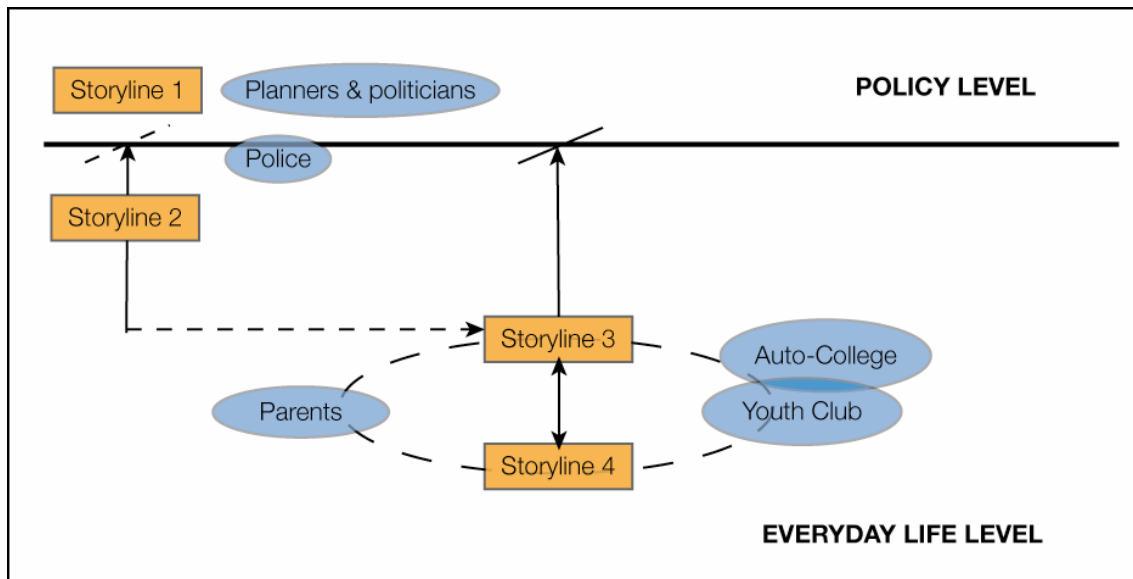 Storyline 1
Planners & politicians
POLICY LEVEL
Police
Storyline 2
Storyline 3
Auto-College
Parents
Youth Club
Storyline 4
EVERYDAY LIFE LEVEL